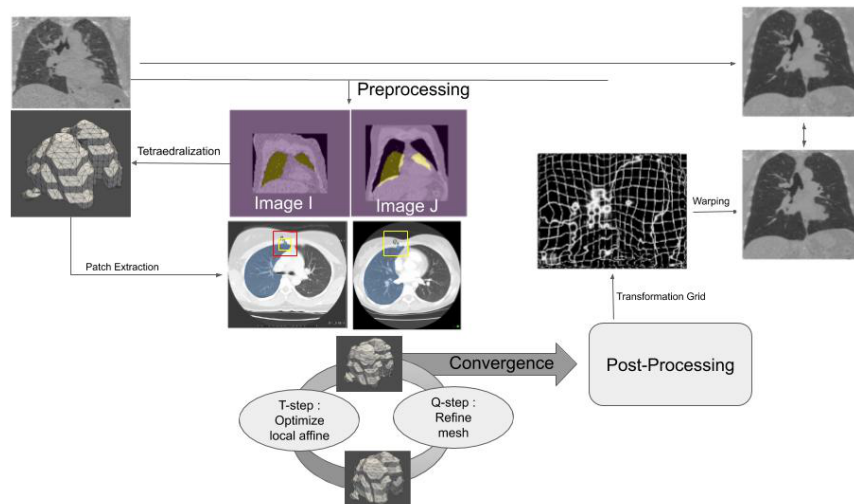 Preprocessing
Tetraedralization
Image I
Image J
Warping
Patch Extraction
Transformation Grid
Convergence
Post-Processing
T-step :
Optimize
local affine
Q-step :
Refine
mesh